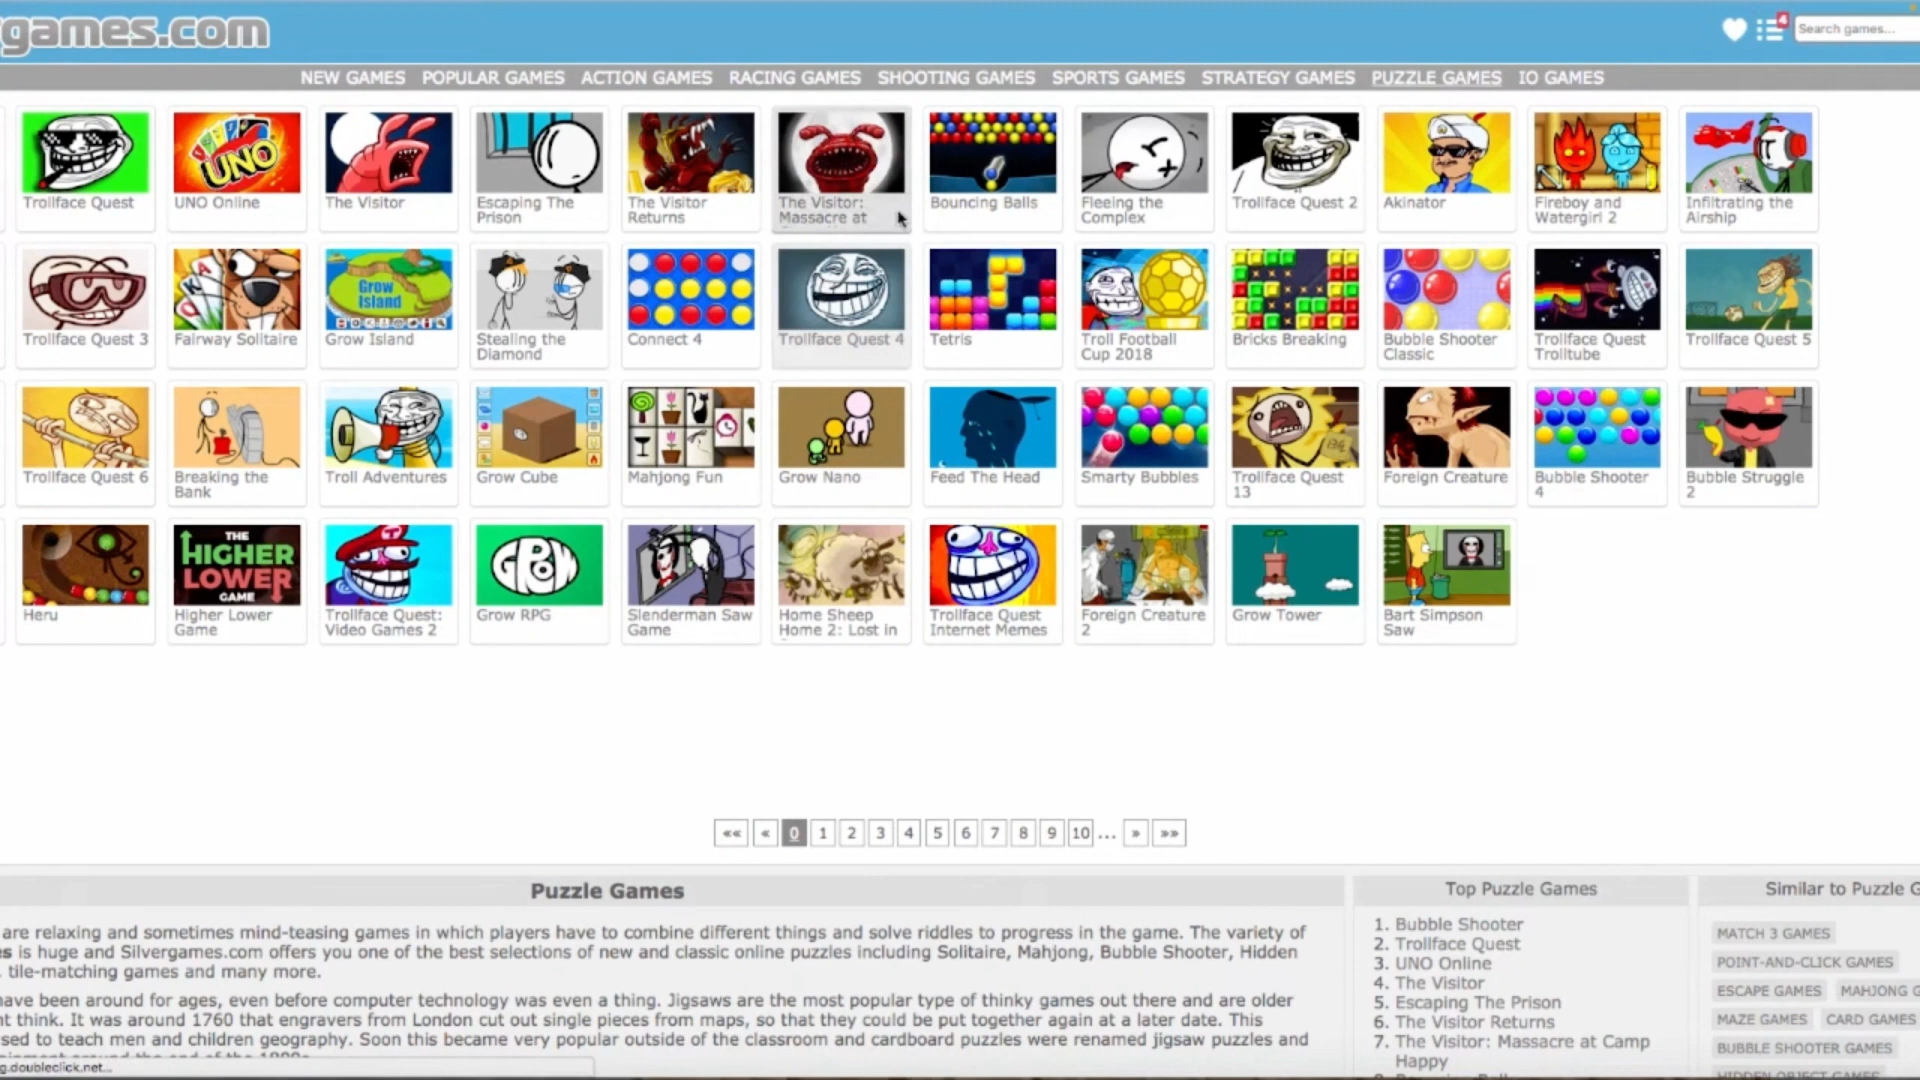 games.com
4
Search games...
NEW GAMES POPULAR GAMES ACTION GAMES RACING GAMES SHOOTING GAMES SPORTS GAMES STRATEGY GAMES PUZZLE GAMES IO GAMES
UNO
Trollface Quest
UNO Online
The Visitor
Escaping The
Prison
The Visitor
Returns
The Visitor:
Massacre at
Bouncing Balls
Fleeing the
Complex
Trollface Quest 2
Akinator
Fireboy and
Watergirl 2
Infiltrating the
Airship
Grow
Island
Trollface Quest 3
Fairway Solitaire
Grow Island
Stealing the
Diamond
Connect 4
Trollface Quest 4
Tetris
Troll Football
Cup 2018
Bricks Breaking
Bubble Shooter
Classic
Trollface Quest
Trolltube
Trollface Quest 5
Trollface Quest 6
Breaking the
Bank
Troll Adventures
Grow Cube
Mahjong Fun
Grow Nano
Feed The Head
Smarty Bubbles
Trollface Quest
13
Foreign Creature
Bubble Shooter
4
Bubble Struggle
2
THE
HIGHER
LOWER
GAME
GROW
Heru
Higher Lower
Game
Trollface Quest:
Video Games 2
Grow RPG
Slenderman Saw
Game
Home Sheep
Home 2: Lost in
Trollface Quest
Internet Memes
Foreign Creature
2
Grow Tower
Bart Simpson
Saw
«« « 0 1 2 3 4 5 6 7 8 9 10 ... » »»
Puzzle Games
are relaxing and sometimes mind-teasing games in which players have to combine different things and solve riddles to progress in the game. The variety of
s is huge and Silvergames.com offers you one of the best selections of new and classic online puzzles including Solitaire, Mahjong, Bubble Shooter, Hidden
, tile-matching games and many more.
have been around for ages, even before computer technology was even a thing. Jigsaws are the most popular type of thinky games out there and are older
t think. It was around 1760 that engravers from London cut out single pieces from maps, so that they could be put together again at a later date. This
sed to teach men and children geography. Soon this became very popular outside of the classroom and cardboard puzzles were renamed jigsaw puzzles and
g.doubleclick.net...
Top Puzzle Games
1. Bubble Shooter
2. Trollface Quest
3. UNO Online
4. The Visitor
5. Escaping The Prison
6. The Visitor Returns
7. The Visitor: Massacre at Camp
Happy
Similar to Puzzle G
MATCH 3 GAMES
POINT-AND-CLICK GAMES
ESCAPE GAMES MAHJONG G
MAZE GAMES CARD GAMES
BUBBLE SHOOTER GAMES
HIDDEN OBJECT GAMES